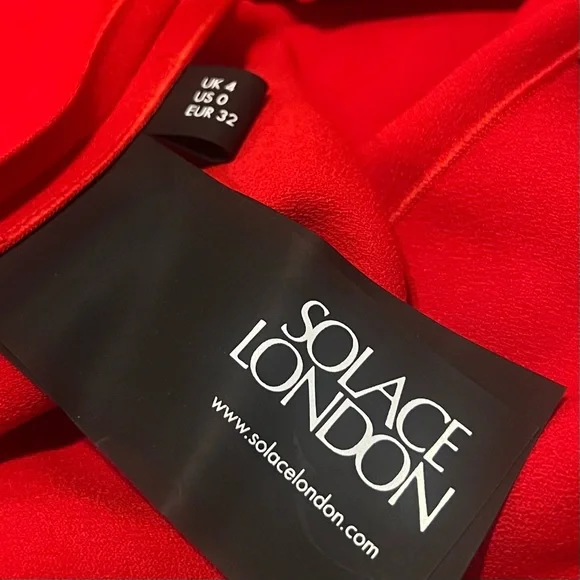 UK 4
US 0
EUR 32
SOLACE
LONDON
www.solacelondon.com